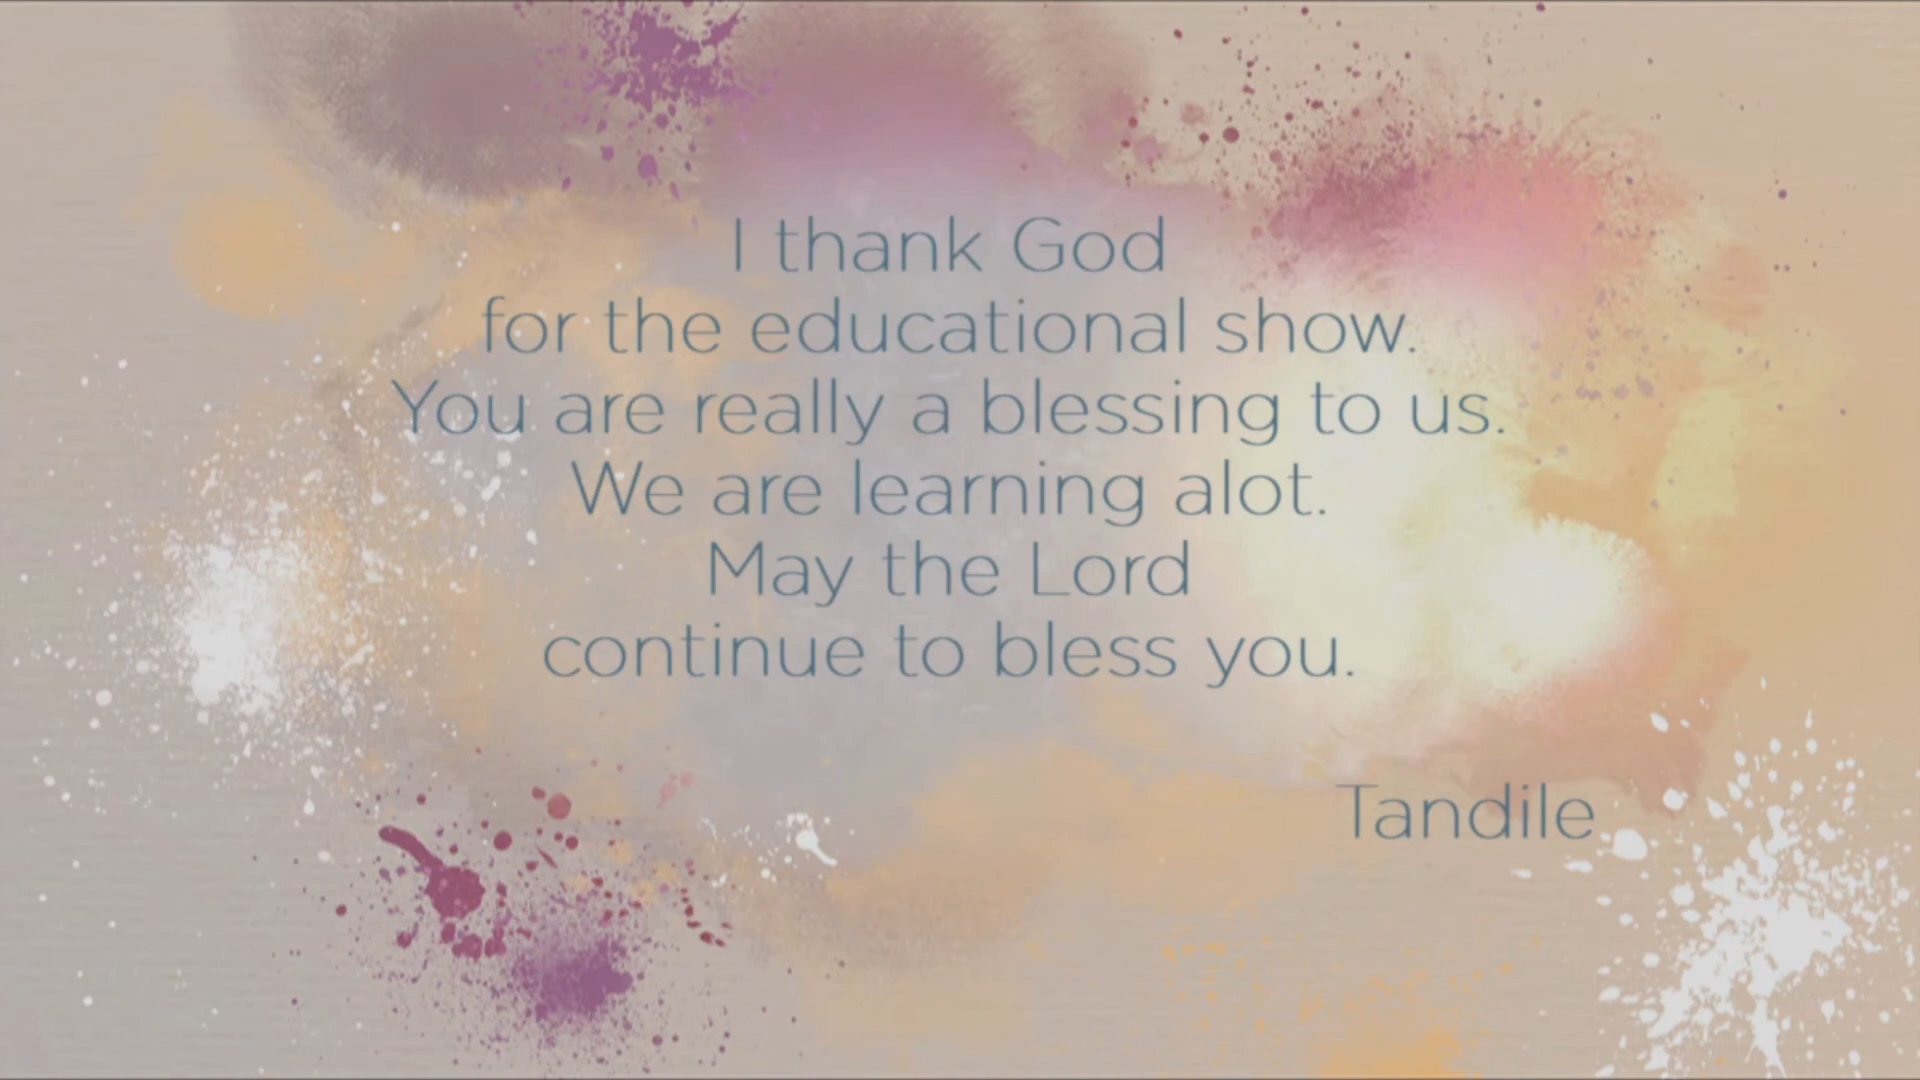 I thank God
for the educational show.
You are really a blessing to us.
We are learning alot.
May the Lord
continue to bless you.
Tandile